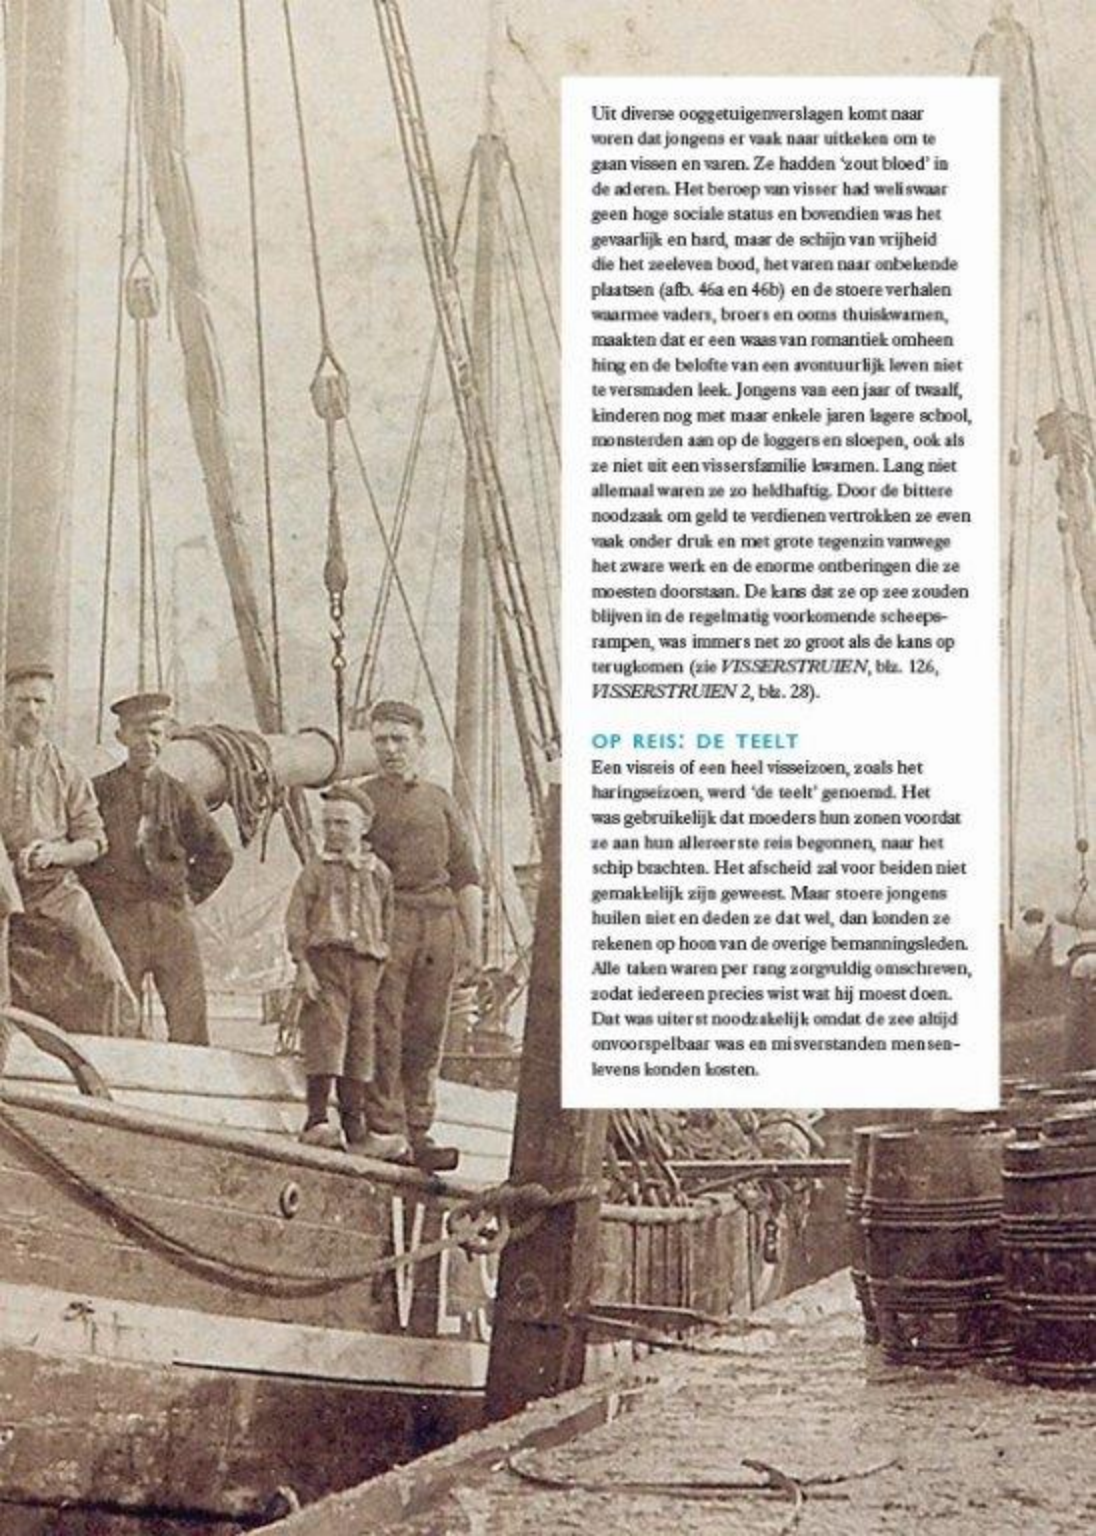 Uit diverse ooggetuigenverslagen komt naar
voren dat jongens er vaak naar uitkeken om te
gaan vissen en varen. Ze hadden ‘zout bloed’ in
de aderen. Het beroep van visser had weliswaar
geen hoge sociale status en bovendien was het
gevaarlijk en hard, maar de schijn van vrijheid
die het zeeleven bood, het varen naar onbekende
plaatsen (afb. 46a en 46b) en de stoere verhalen
waarmee vaders, broers en ooms thuiskwamen,
maakten dat er een waas van romantiek omheen
hing en de belofte van een avontuurlijk leven niet
te versmaden leek. Jongens van een jaar of twaalf,
kinderen nog met maar enkele jaren lagere school,
monsterden aan op de loggers en sloepen, ook als
ze niet uit een vissersfamilie kwamen. Lang niet
allemaal waren ze zo heldhaftig. Door de bittere
noodzaak om geld te verdienen vertrokken ze even
vaak onder druk en met grote tegenzin vanwege
het zware werk en de enorme ontberingen die ze
moesten doorstaan. De kans dat ze op zee zouden
blijven in de regelmatig voorkomende scheeps-
rampen, was immers net zo groot als de kans op
terugkomen (zie VISSERSTRUIEN, blz. 126,
VISSERSTRUIEN 2, blz. 28).
OP REIS: DE TEELT
Een visreis of een heel visseizoen, zoals het
haringseizoen, werd ‘de teelt’ genoemd. Het
was gebruikelijk dat moeders hun zonen voordat
ze aan hun allereerste reis begonnen, naar het
schip brachten. Het afscheid zal voor beiden niet
gemakkelijk zijn geweest. Maar stoere jongens
huilen niet en deden ze dat wel, dan konden ze
rekenen op hoon van de overige bemanningsleden.
Alle taken waren per rang zorgvuldig omschreven,
zodat iedereen precies wist wat hij moest doen.
Dat was uiterst noodzakelijk omdat de zee altijd
onvoorspelbaar was en misverstanden mensen-
levens konden kosten.